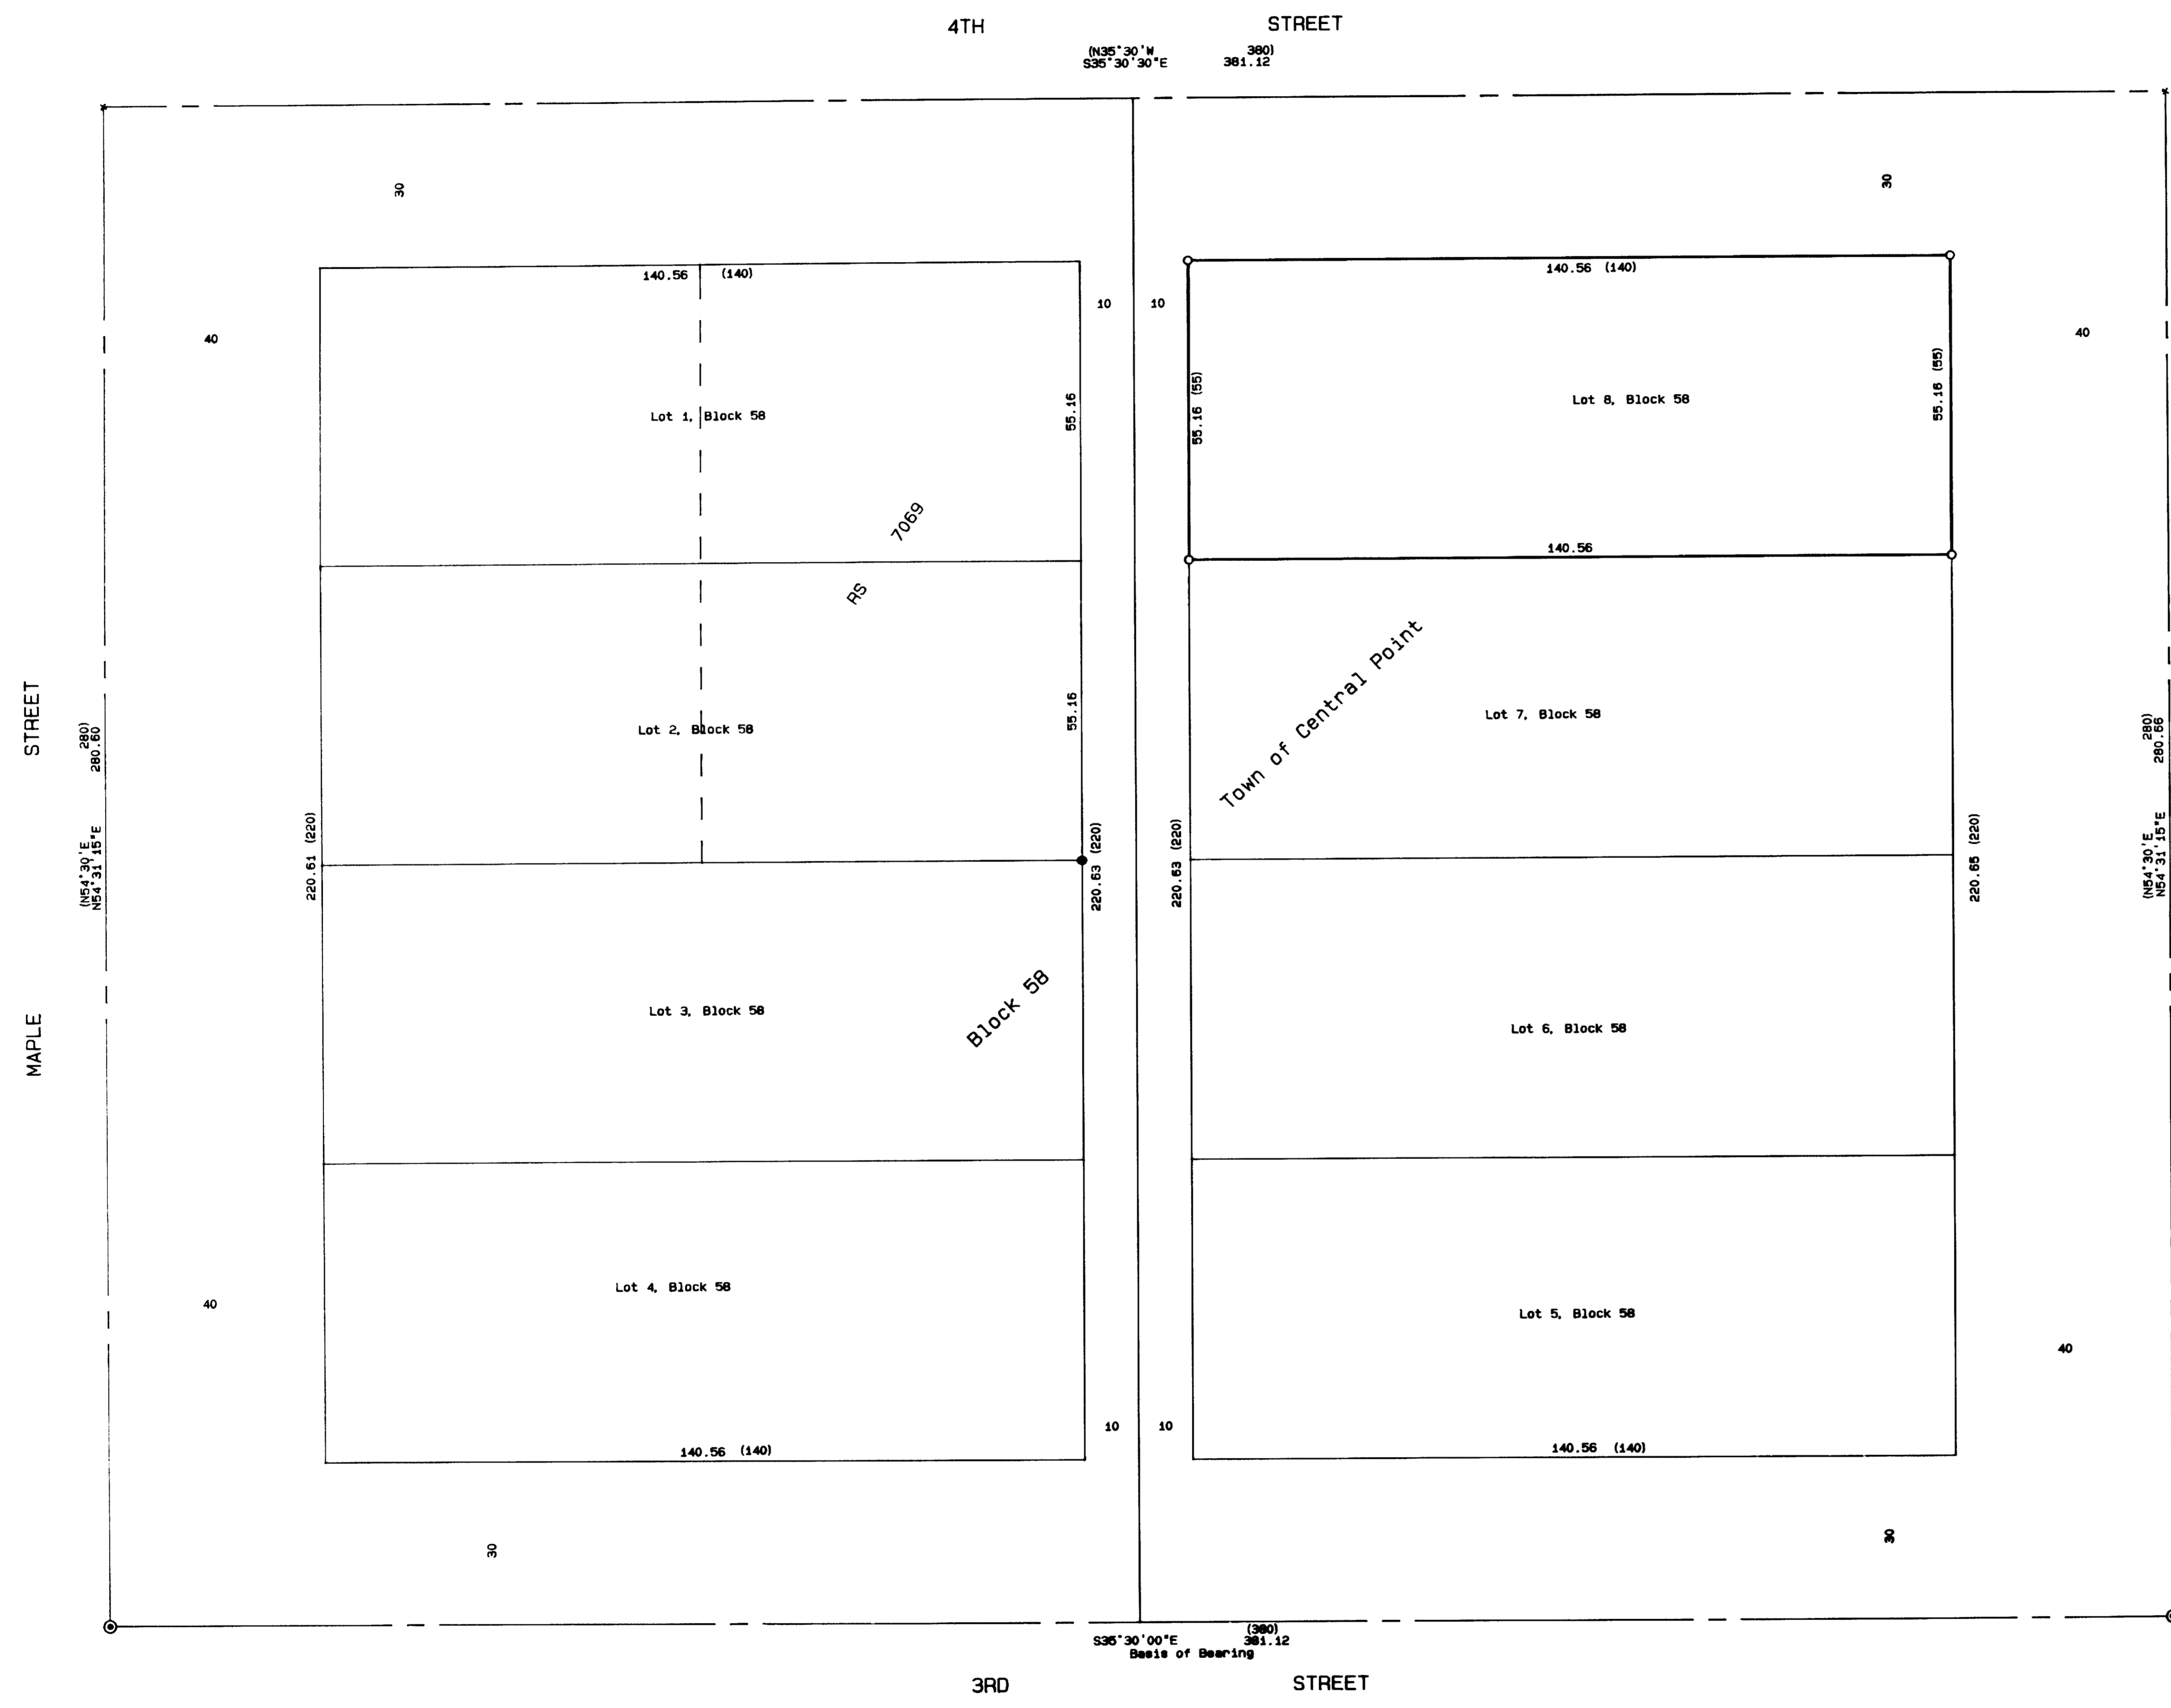 4TH STREET
(N35°30'W 380)
S35°30'30"E 381.12
30
30
140.56 (140)
140.56 (140)
10
10
40
40
55.16
55.16 (55)
55.16 (55)
Lot 1, Block 58
Lot 8, Block 58
7069
RS
140.56
Town of Central Point
STREET
MAPLE
(N54°30'E 280)
N54°31'15"E 280.60
55.16
Lot 2, Block 58
Lot 7, Block 58
(N54°30'E 280)
N54°31'15"E 280.66
220.61 (220)
220.63 (220)
220.63 (220)
220.65 (220)
Lot 3, Block 58
Block 58
Lot 6, Block 58
Lot 4, Block 58
Lot 5, Block 58
40
40
10
10
140.56 (140)
140.56 (140)
30
30
(380)
S35°30'00"E 381.12
Basis of Bearing
3RD STREET